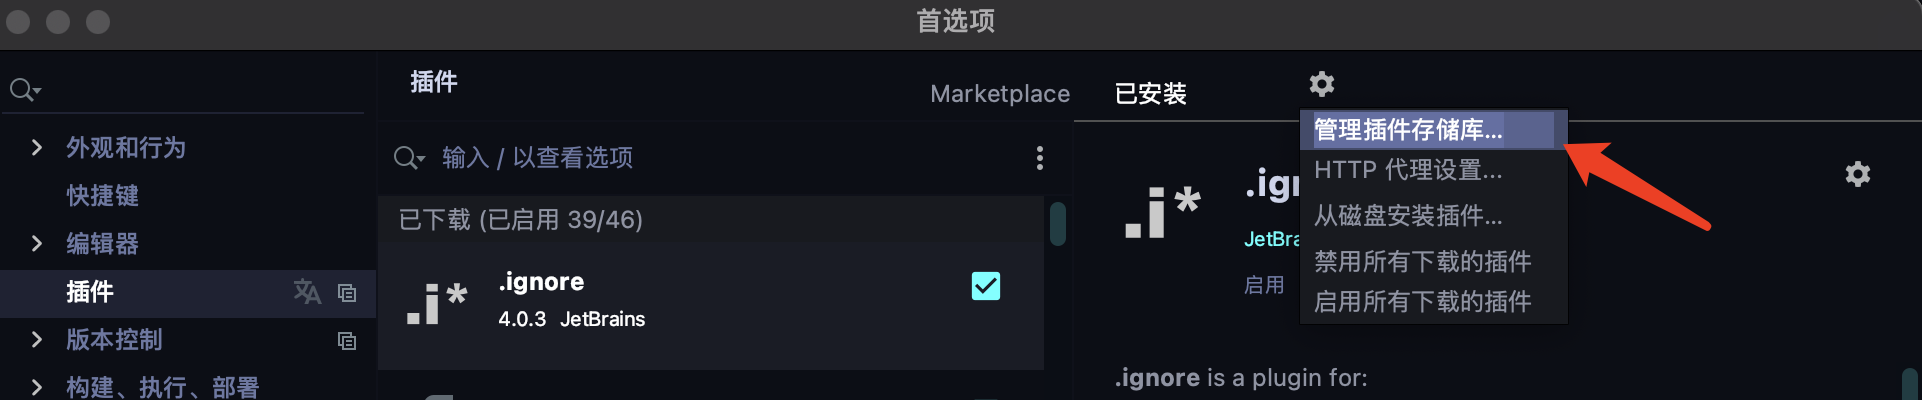 首选项
外观和行为
快捷键
编辑器
插件
版本控制
构建、执行、部署
插件
Marketplace
已安装
输入 / 以查看选项
已下载 (已启用 39/46)
.i*
.ignore
4.0.3 JetBrains
管理插件存储库...
HTTP 代理设置...
从磁盘安装插件...
禁用所有下载的插件
启用所有下载的插件
.i*
启用
.ignore is a plugin for: